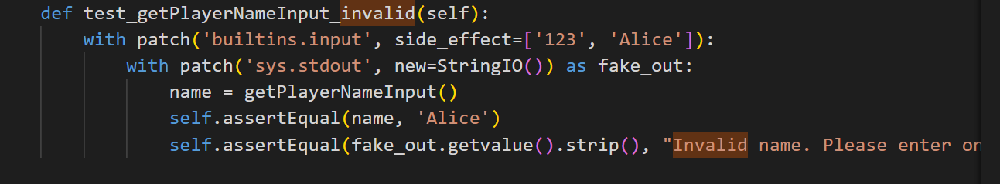 def test_getPlayerNameInput_invalid(self):
with patch('builtins.input', side_effect=['123', 'Alice']):
with patch('sys.stdout', new=StringIO()) as fake_out:
name = getPlayerNameInput()
self.assertEqual(name, 'Alice')
self.assertEqual(fake_out.getvalue().strip(), "Invalid name. Please enter on